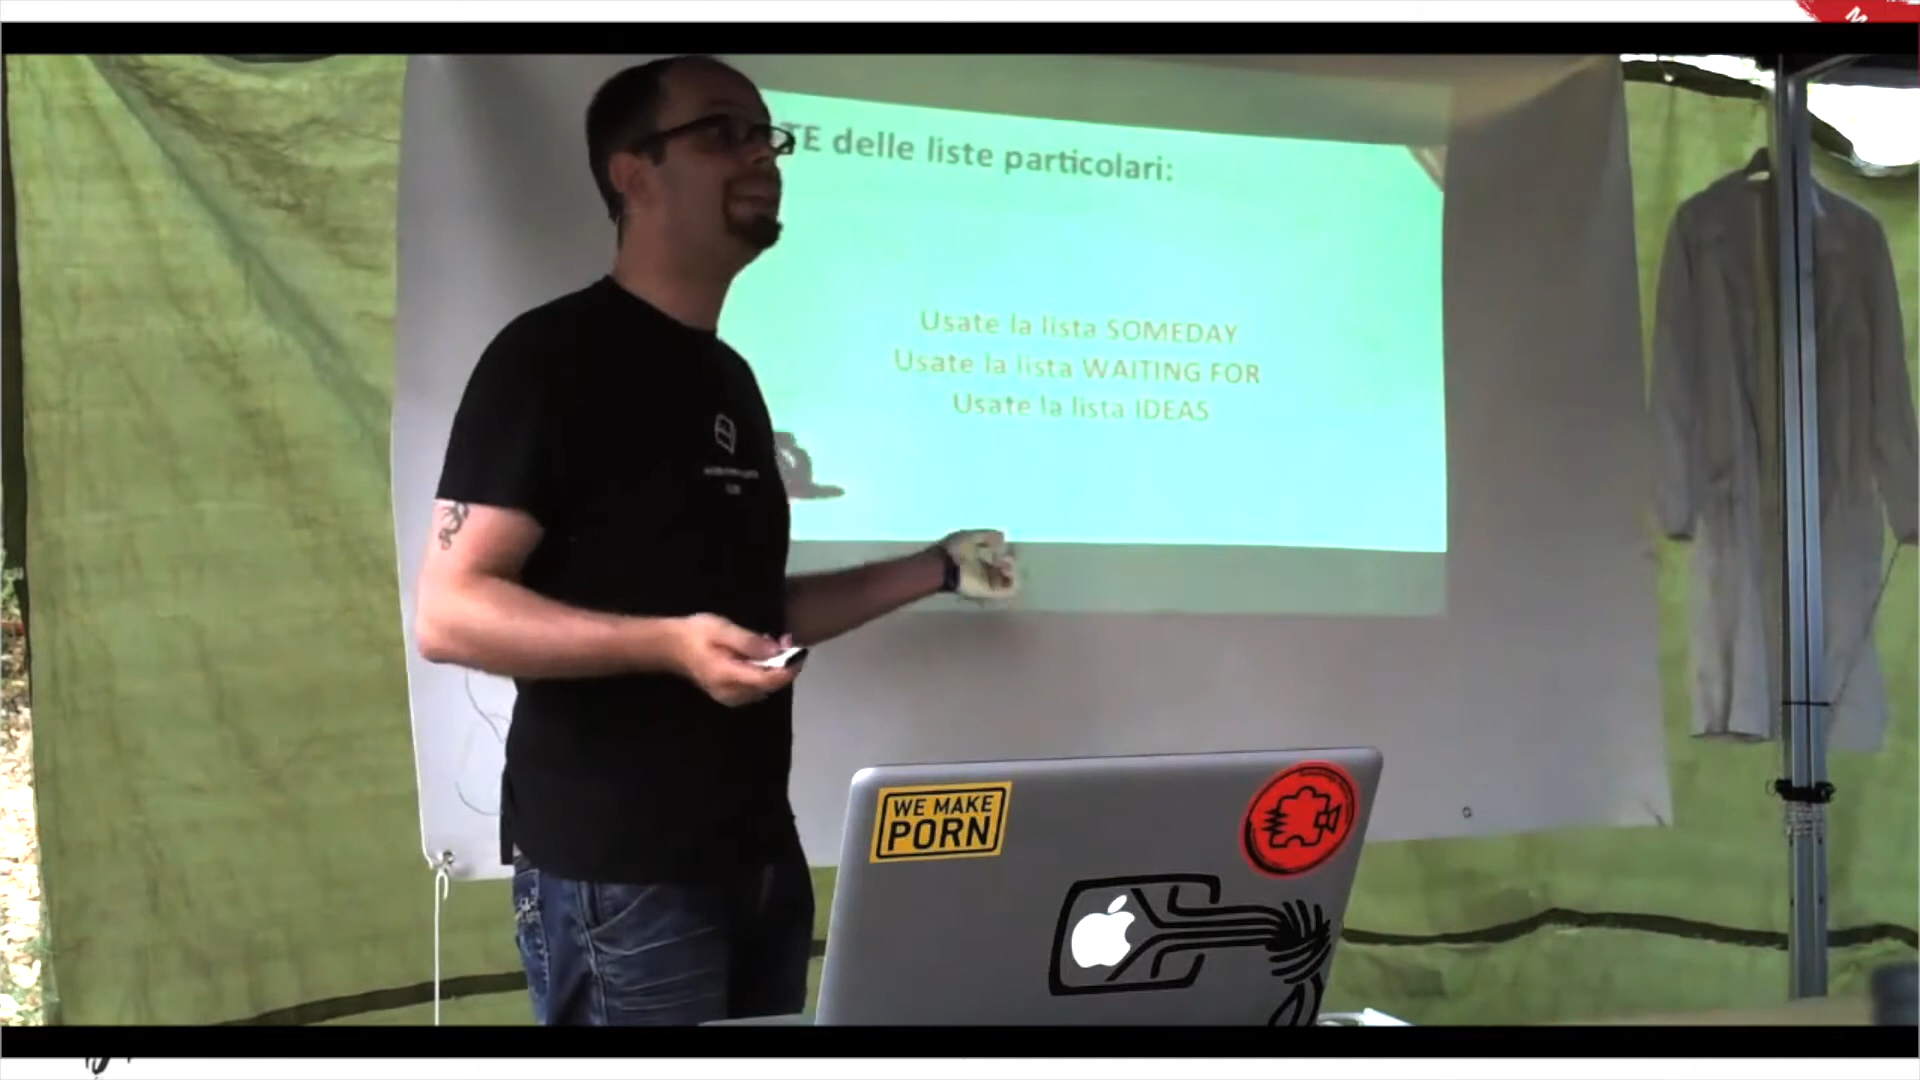 TE delle liste particolari:
Usate la lista SOMEDAY
Usate la lista WAITING FOR
Usate la lista IDEAS
WE MAKE
PORN